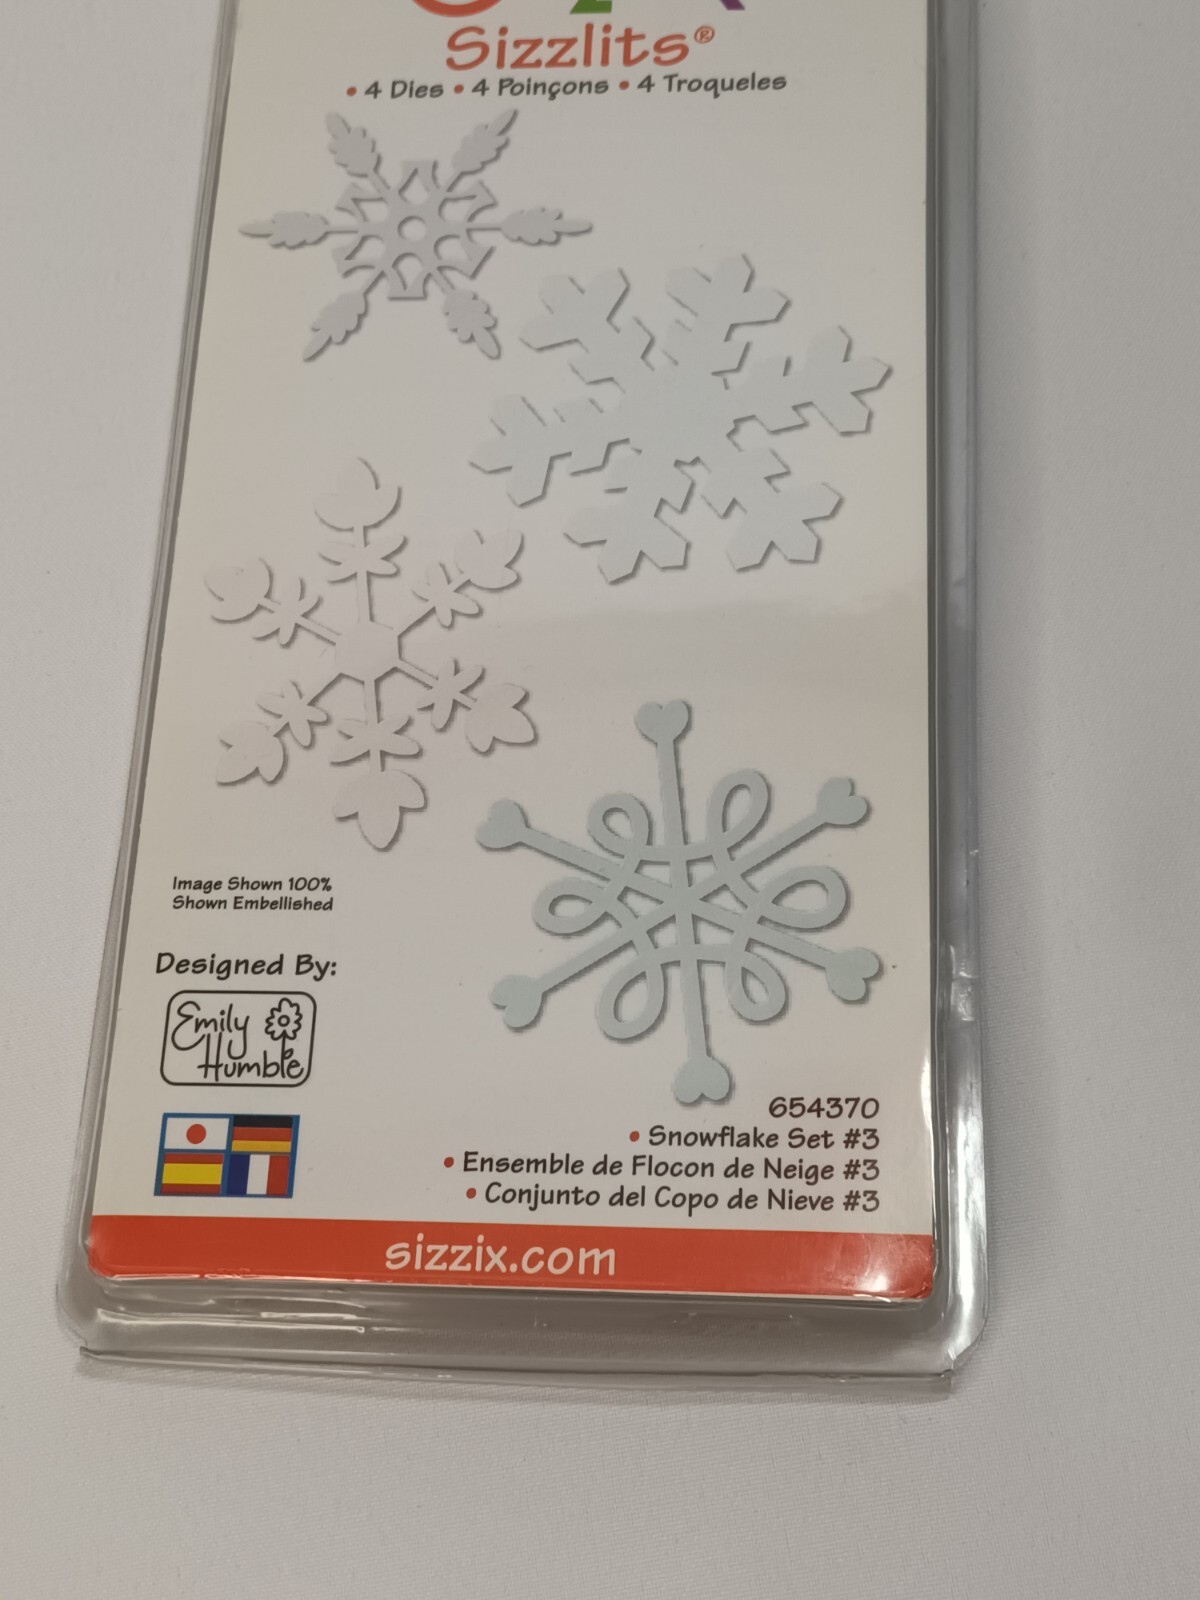 Sizzlits®
• 4 Dies • 4 Poinçons • 4 Troqueles
Image Shown 100%
Shown Embellished
Designed By:
Emily
Humble
654370
• Snowflake Set #3
• Ensemble de Flocon de Neige #3
• Conjunto del Copo de Nieve #3
sizzix.com